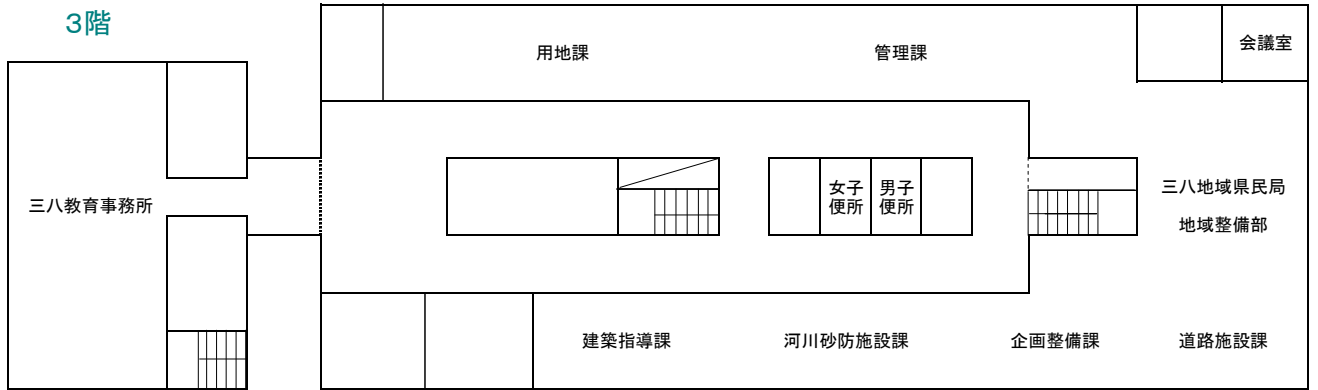 3階
用地課
管理課
会議室
三八教育事務所
女子
便所
男子
便所
三八地域県民局
地域整備部
建築指導課
河川砂防施設課
企画整備課
道路施設課